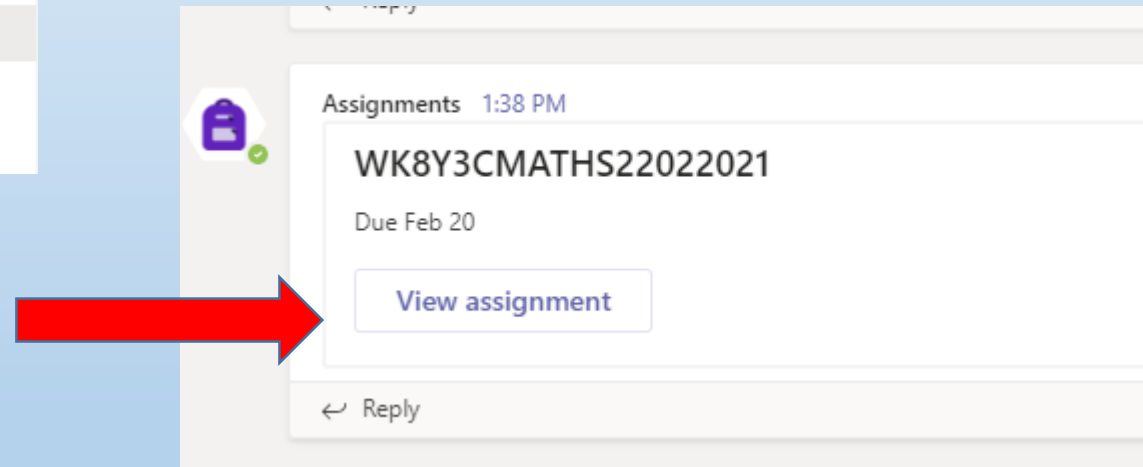 Reply
Assignments 1:38 PM
WK8Y3CMATHS22022021
Due Feb 20
View assignment
Reply